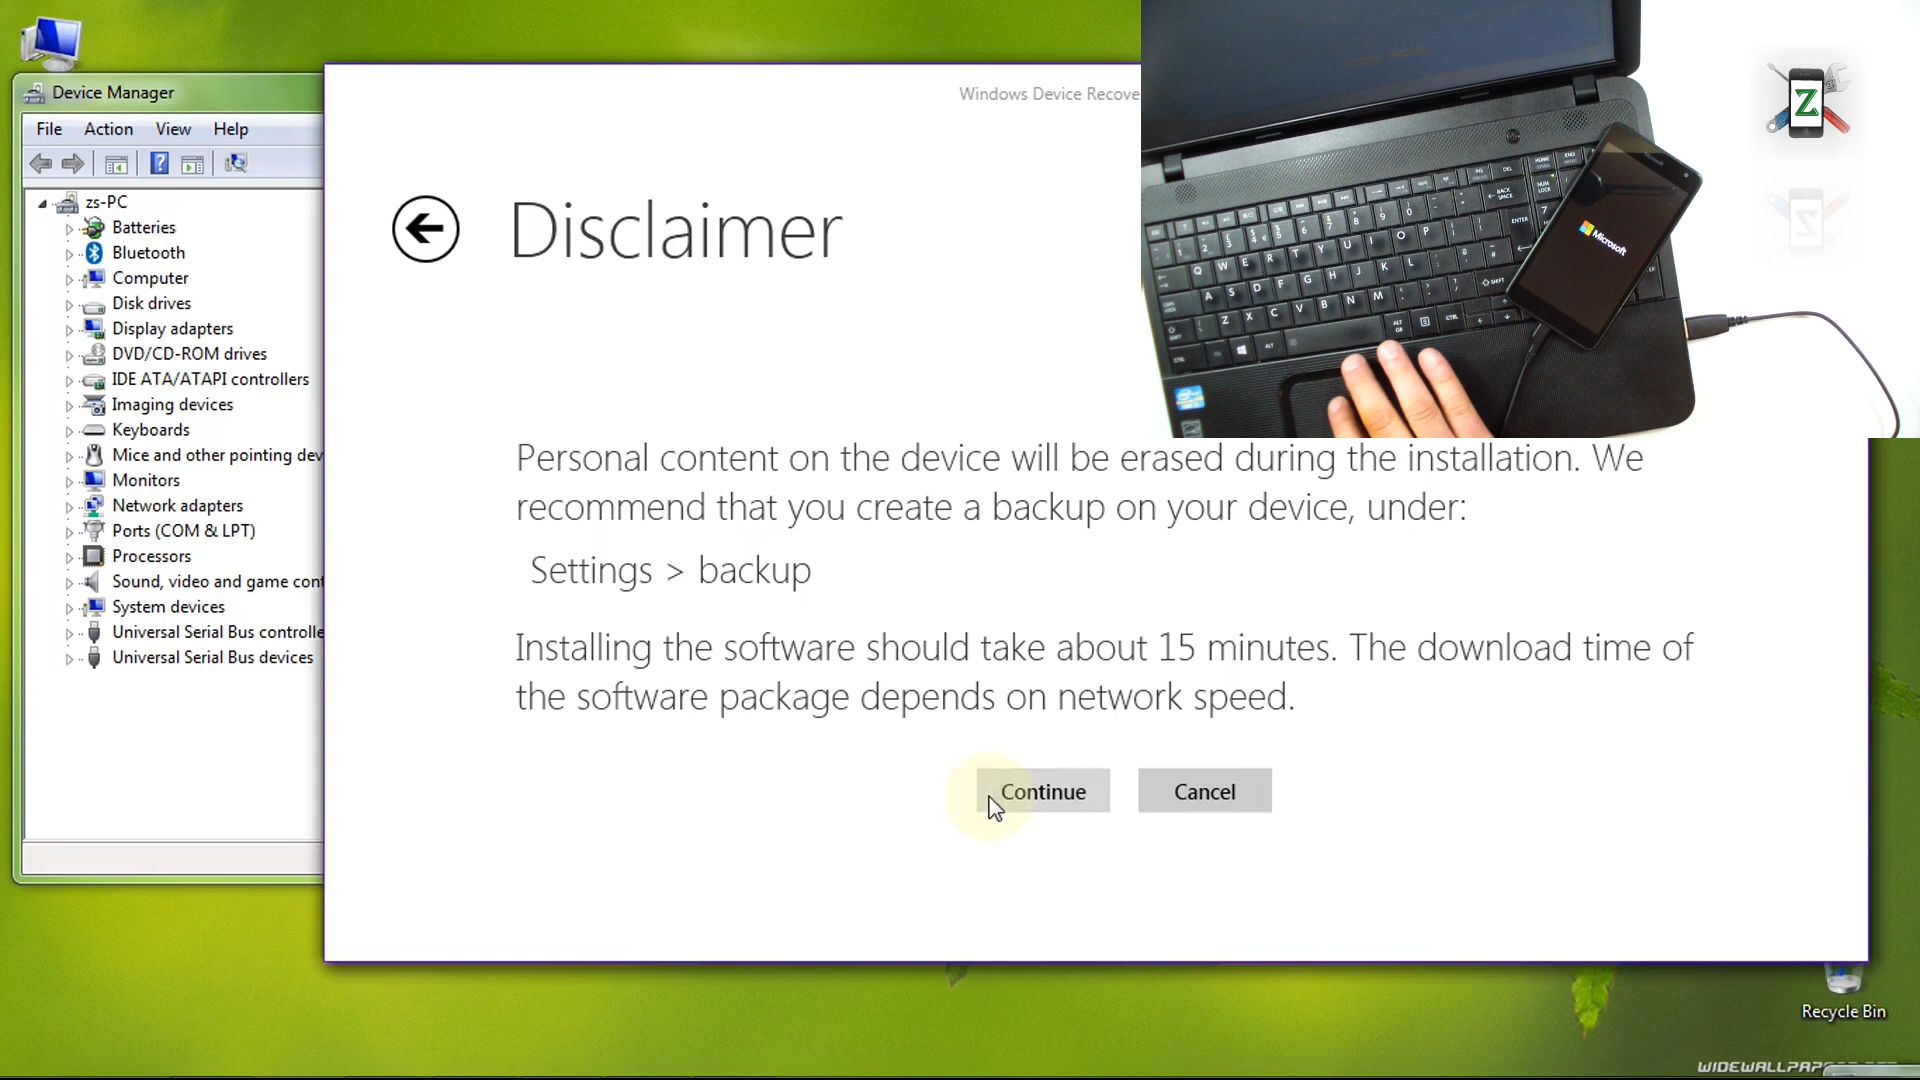 Device Manager
File Action View Help
zs-PC
Batteries
Bluetooth
Computer
Disk drives
Display adapters
DVD/CD-ROM drives
IDE ATA/ATAPI controllers
Imaging devices
Keyboards
Mice and other pointing dev
Monitors
Network adapters
Ports (COM & LPT)
Processors
Sound, video and game cont
System devices
Universal Serial Bus controlle
Universal Serial Bus devices
Windows Device Recove
Disclaimer
Personal content on the device will be erased during the installation. We
recommend that you create a backup on your device, under:
Settings > backup
Installing the software should take about 15 minutes. The download time of
the software package depends on network speed.
Continue Cancel
Microsoft
Z
Recycle Bin